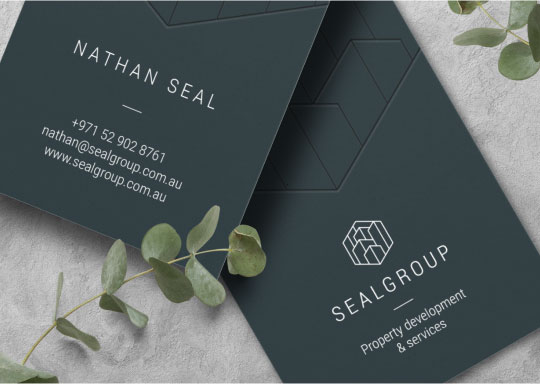 NATHAN SEAL
+971 52 902 8761
nathan@sealgroup.com.au
www.sealgroup.com.au
SEALGROUP
Property development
& services